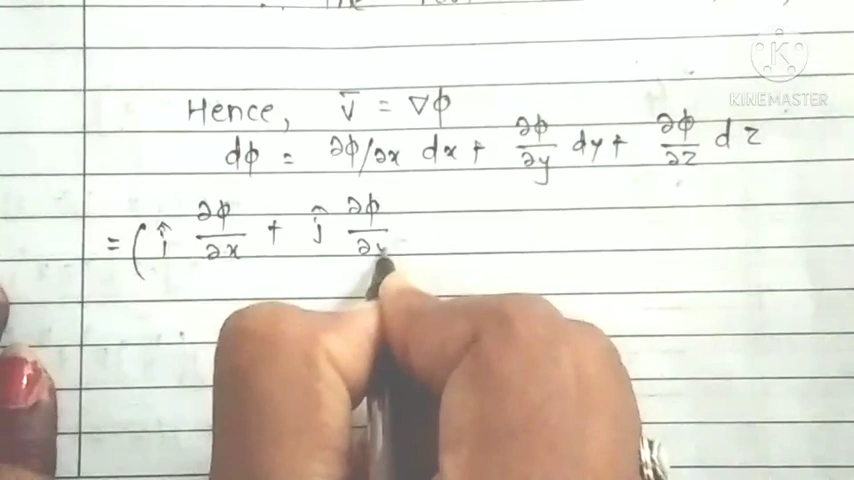 KINEMASTER
Hence, v̄ = ∇ϕ
dϕ = ∂ϕ/∂x dx + ∂ϕ/∂y dy + ∂ϕ/∂z dz
= ( î ∂ϕ/∂x + ĵ ∂ϕ/∂y